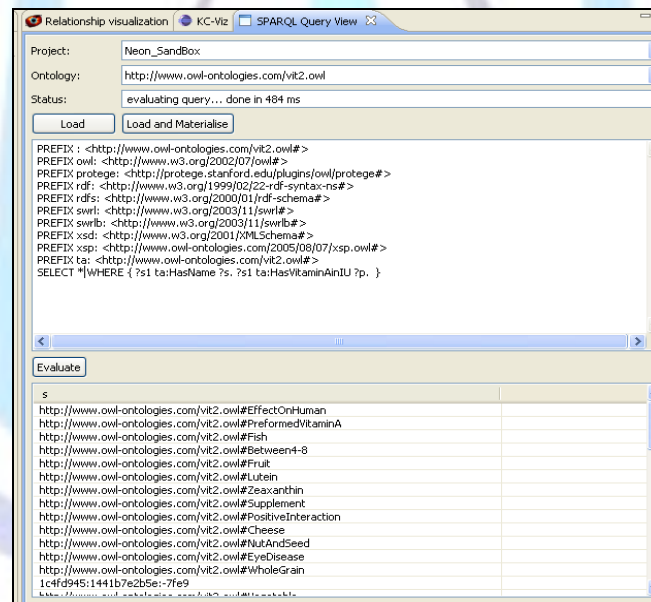 Relationship visualization KC-Viz SPARQL Query View
Project: Neon_SandBox
Ontology: http://www.owl-ontologies.com/vit2.owl
Status: evaluating query... done in 484 ms
Load Load and Materialise
PREFIX : <http://www.owl-ontologies.com/vit2.owl#>
PREFIX owl: <http://www.w3.org/2002/07/owl#>
PREFIX protege: <http://protege.stanford.edu/plugins/owl/protege#>
PREFIX rdf: <http://www.w3.org/1999/02/22-rdf-syntax-ns#>
PREFIX rdfs: <http://www.w3.org/2000/01/rdf-schema#>
PREFIX swrl: <http://www.w3.org/2003/11/swrl#>
PREFIX swrlb: <http://www.w3.org/2003/11/swrlb#>
PREFIX xsd: <http://www.w3.org/2001/XMLSchema#>
PREFIX xsp: <http://www.owl-ontologies.com/2005/08/07/xsp.owl#>
PREFIX ta: <http://www.owl-ontologies.com/vit2.owl#>
SELECT * WHERE { ?s1 ta:HasName ?s. ?s1 ta:HasVitaminAinIU ?p. }
Evaluate
s
http://www.owl-ontologies.com/vit2.owl#EffectOnHuman
http://www.owl-ontologies.com/vit2.owl#PreformedVitaminA
http://www.owl-ontologies.com/vit2.owl#Fish
http://www.owl-ontologies.com/vit2.owl#Between4-8
http://www.owl-ontologies.com/vit2.owl#Fruit
http://www.owl-ontologies.com/vit2.owl#Lutein
http://www.owl-ontologies.com/vit2.owl#Zeaxanthin
http://www.owl-ontologies.com/vit2.owl#Supplement
http://www.owl-ontologies.com/vit2.owl#PositiveInteraction
http://www.owl-ontologies.com/vit2.owl#Cheese
http://www.owl-ontologies.com/vit2.owl#NutAndSeed
http://www.owl-ontologies.com/vit2.owl#EyeDisease
http://www.owl-ontologies.com/vit2.owl#WholeGrain
1c4fd945:1441b7e2b5e:-7fe9